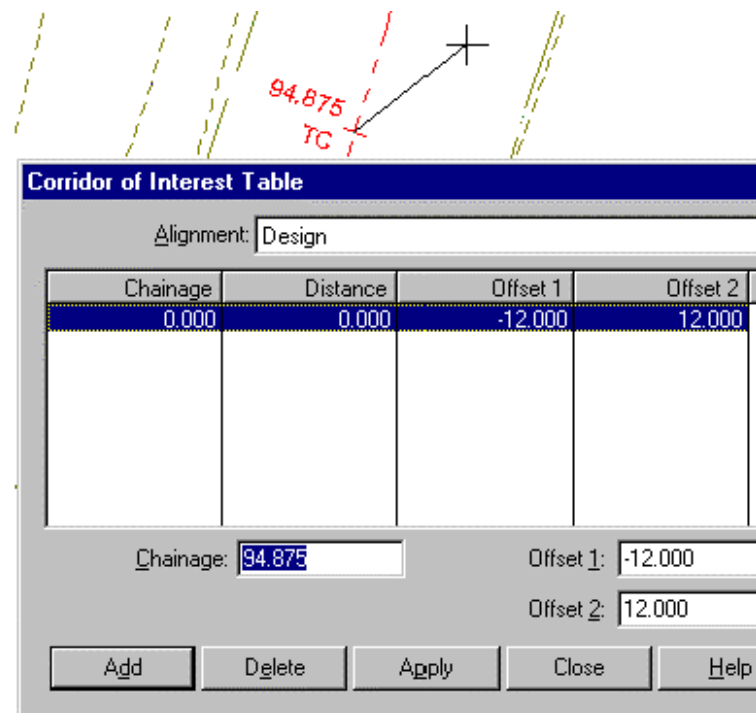 94.875
TC
Corridor of Interest Table
Alignment: Design
Chainage Distance Offset 1 Offset 2
0.000 0.000 -12.000 12.000
Chainage: 94.875 Offset 1: -12.000
Offset 2: 12.000
Add Delete Apply Close Help